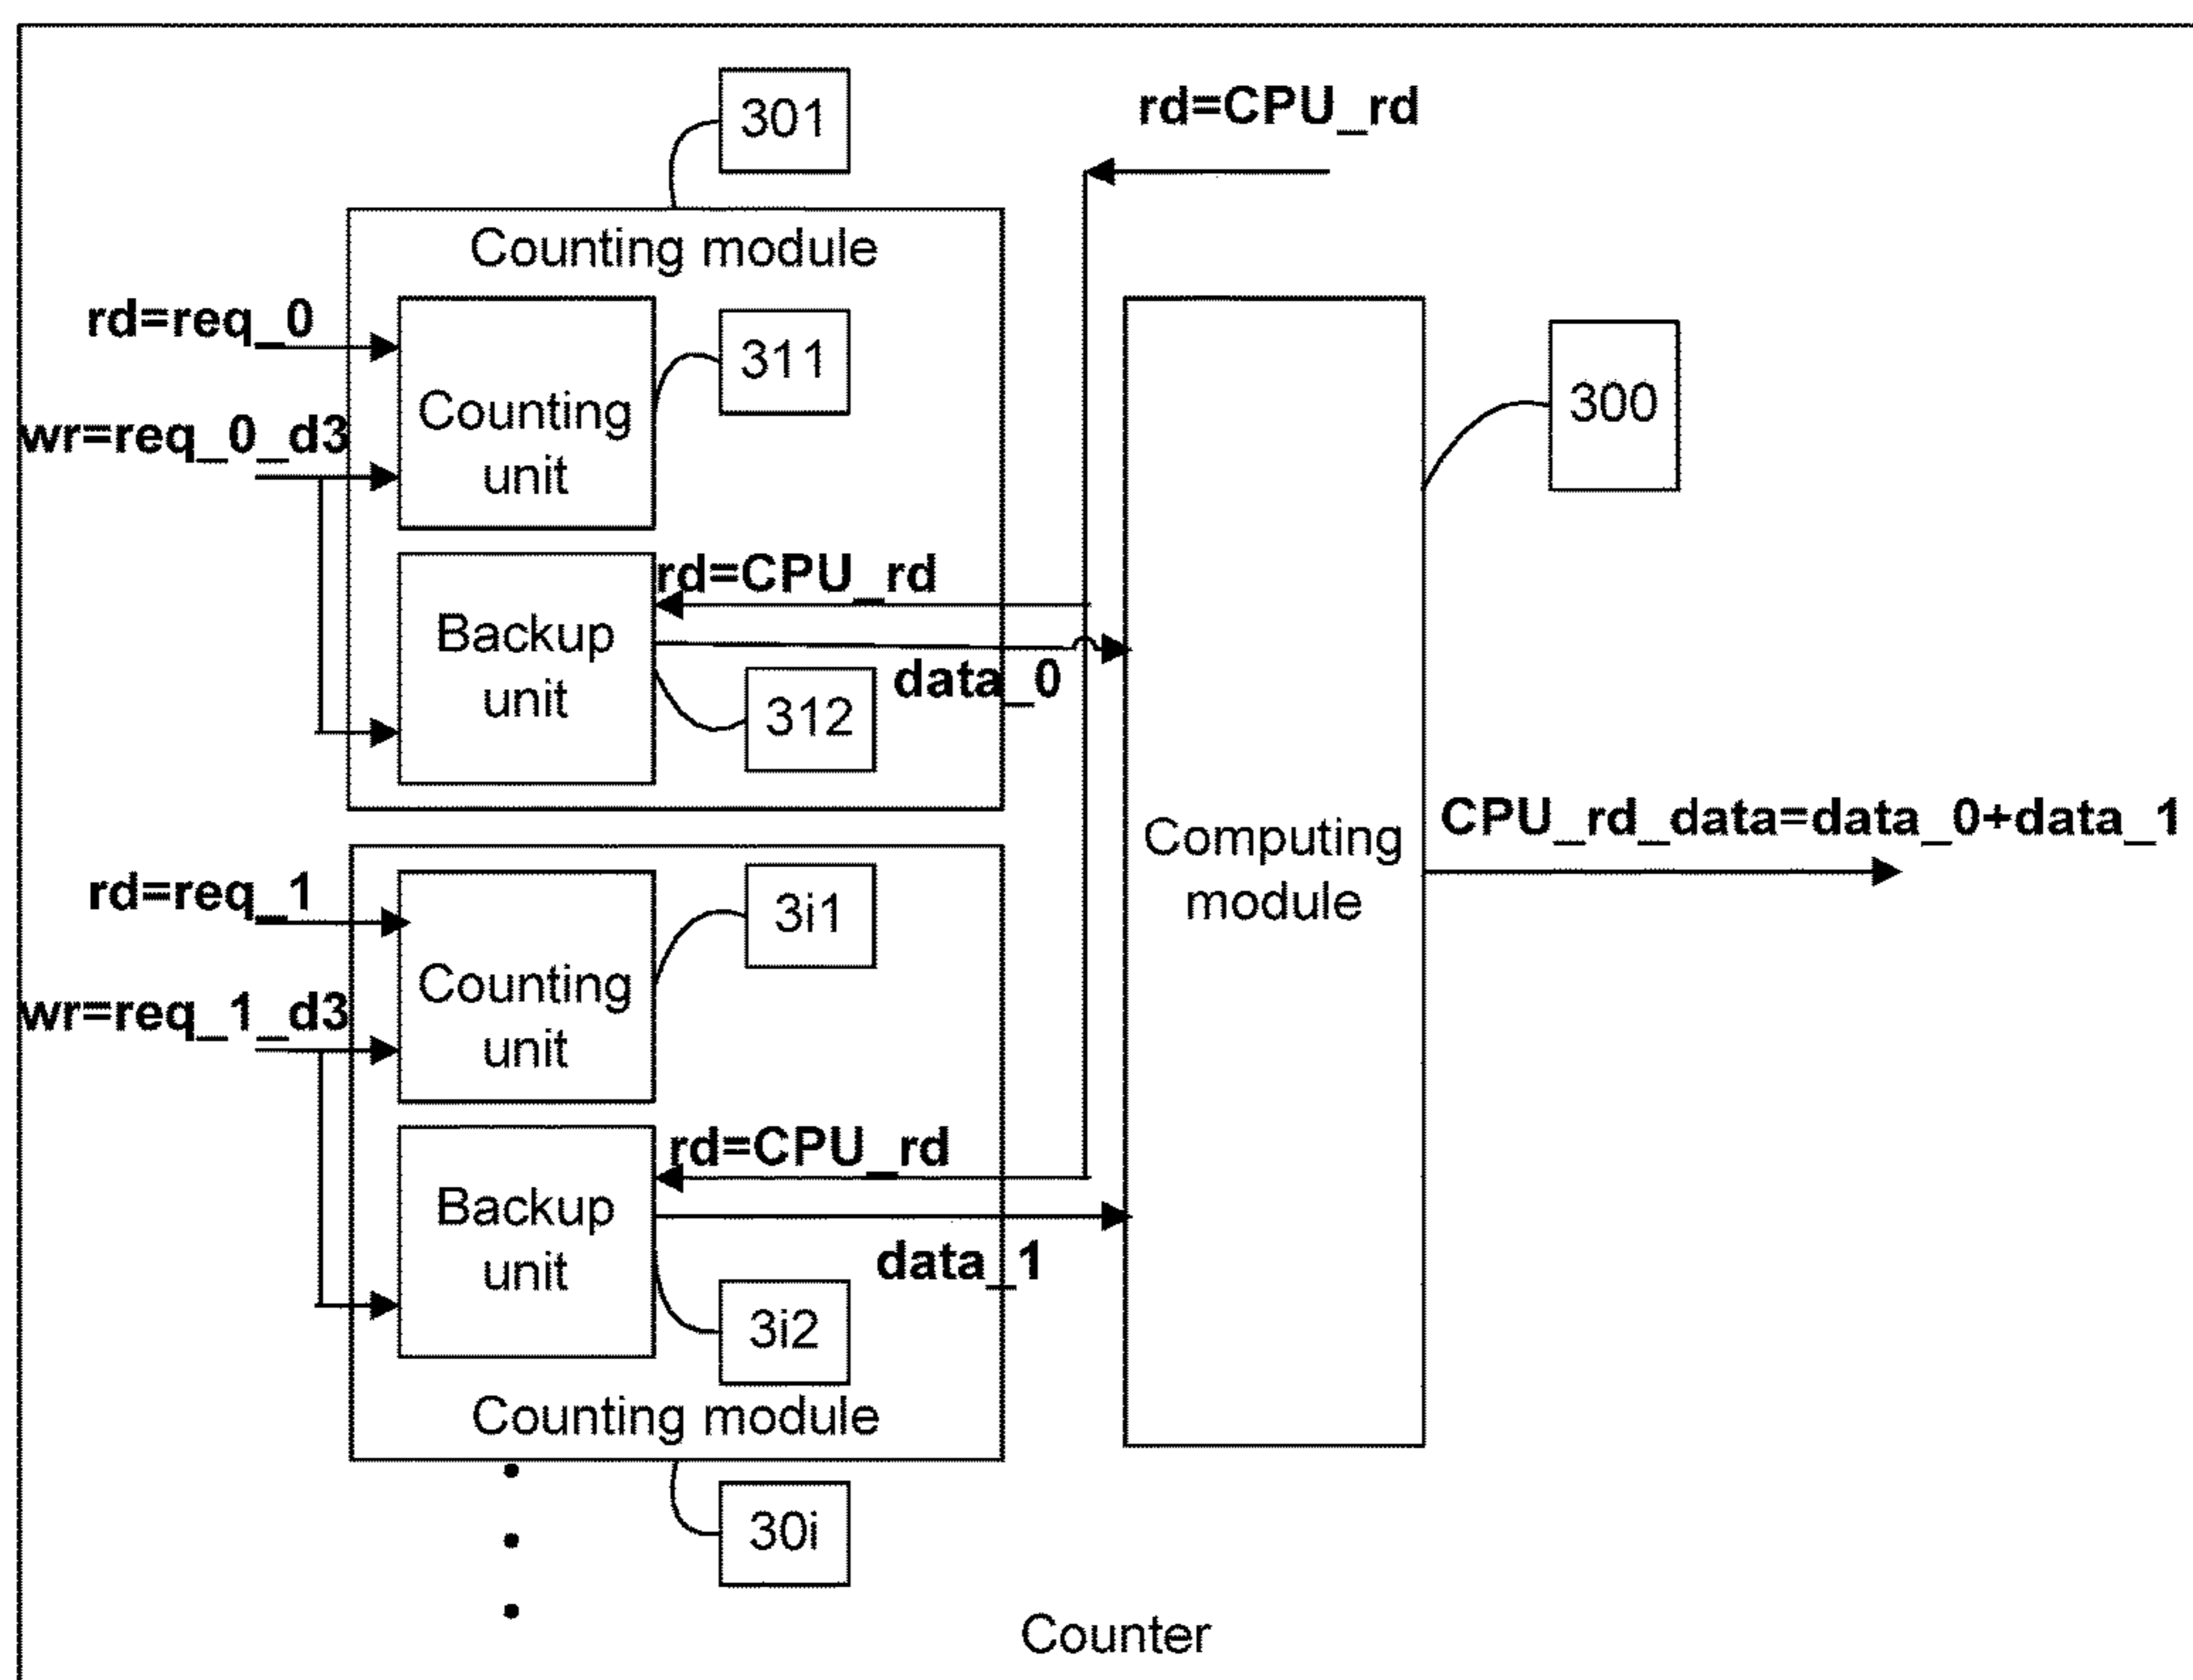 301
rd=CPU_rd
Counting module
rd=req_0
311
Counting
unit
wr=req_0_d3
300
rd=CPU_rd
Backup
unit
data_0
312
CPU_rd_data=data_0+data_1
Computing
module
rd=req_1
3i1
Counting
unit
wr=req_1_d3
rd=CPU_rd
Backup
unit
data_1
3i2
Counting module
30i
Counter